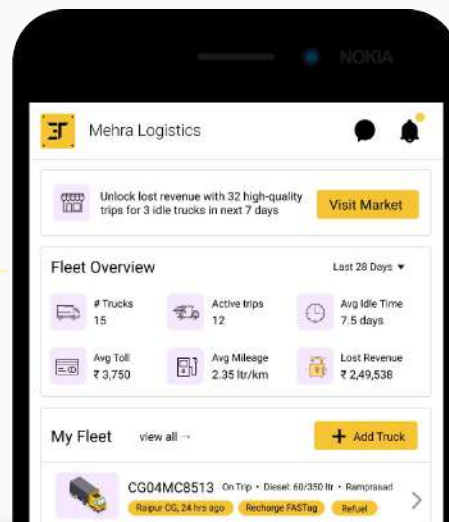 NOKIA
Mehra Logistics
Unlock lost revenue with 32 high-quality
trips for 3 idle trucks in next 7 days
Visit Market
Fleet Overview
Last 28 Days
# Trucks
15
Active trips
12
Avg Idle Time
7.5 days
Avg Toll
₹ 3,750
Avg Mileage
2.35 ltr/km
Lost Revenue
₹ 2,49,538
My Fleet
view all →
+ Add Truck
CG04MC8513 On Trip • Diesel: 60/350 ltr • Ramprasad
Raipur CG, 24 hrs ago
Recharge FASTag
Refuel